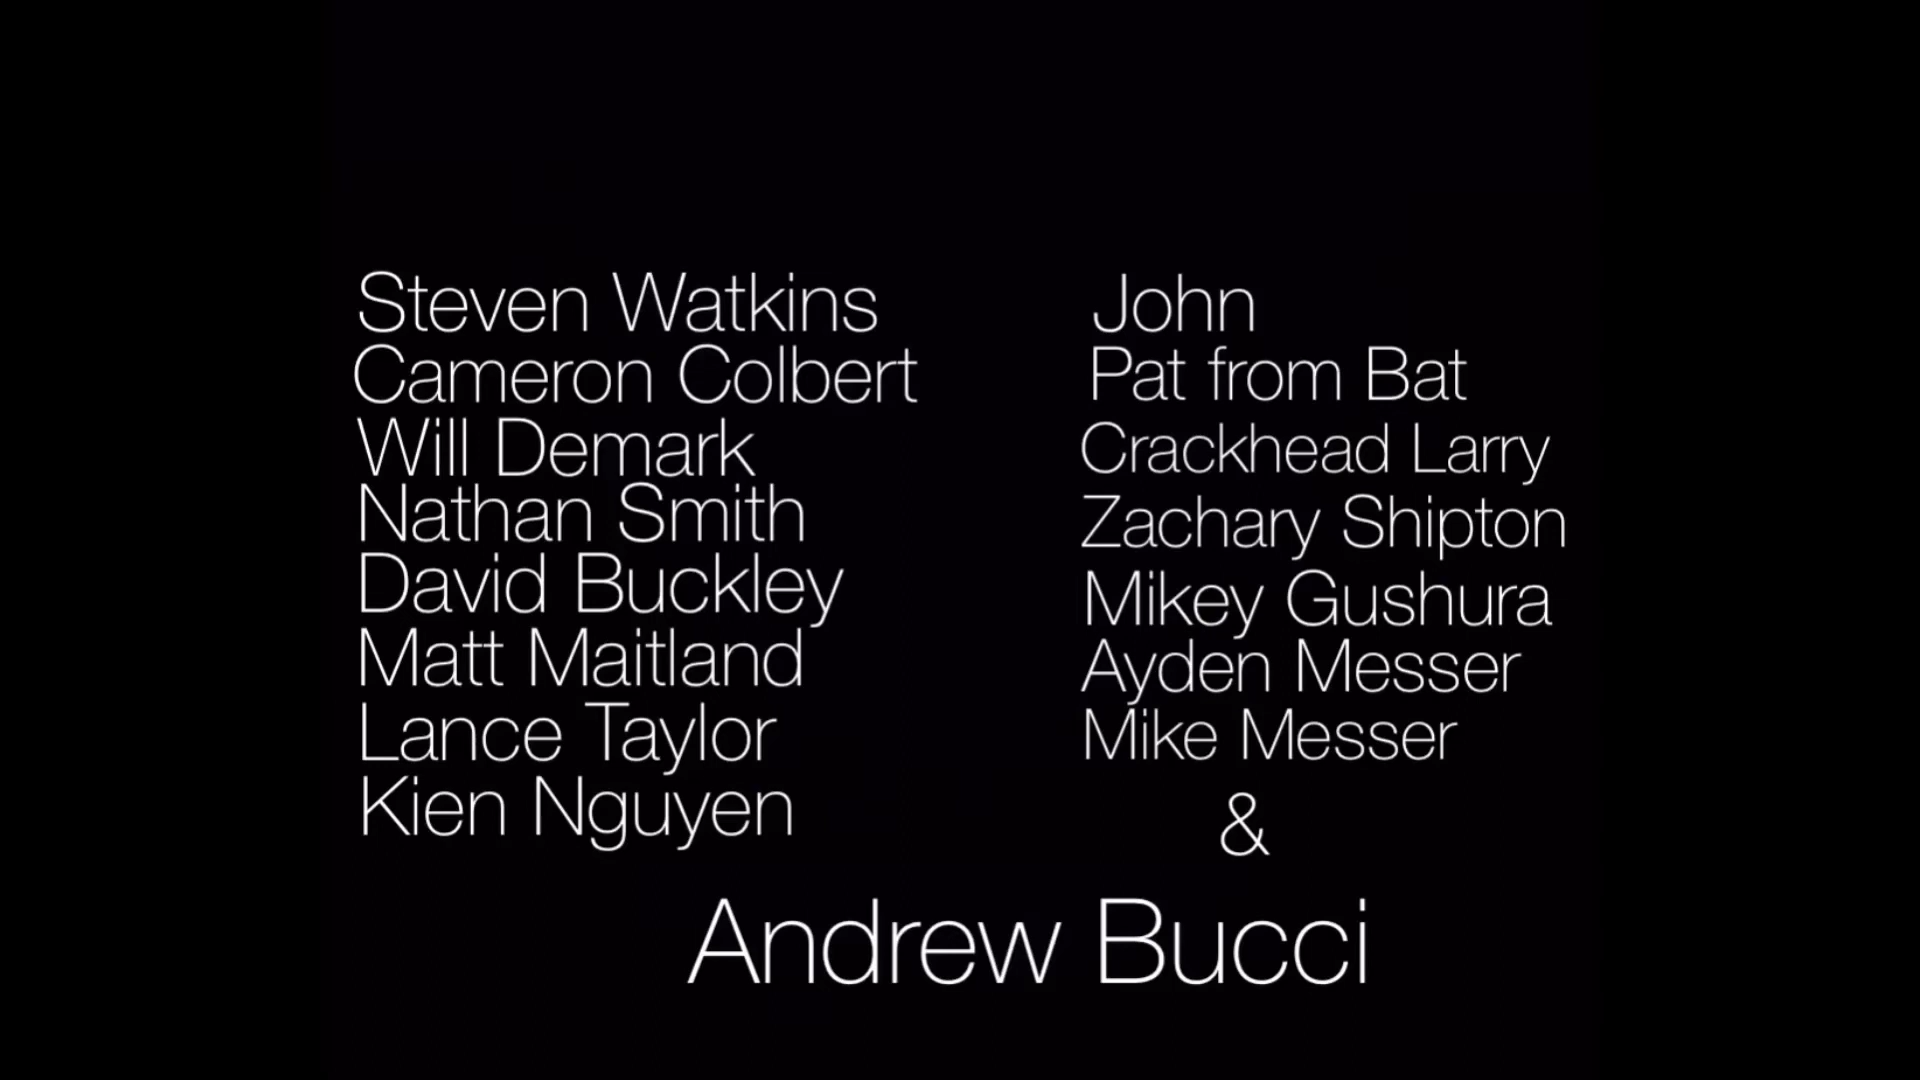 Steven Watkins
Cameron Colbert
Will Demark
Nathan Smith
David Buckley
Matt Maitland
Lance Taylor
Kien Nguyen
John
Pat from Bat
Crackhead Larry
Zachary Shipton
Mikey Gushura
Ayden Messer
Mike Messer
&
Andrew Bucci